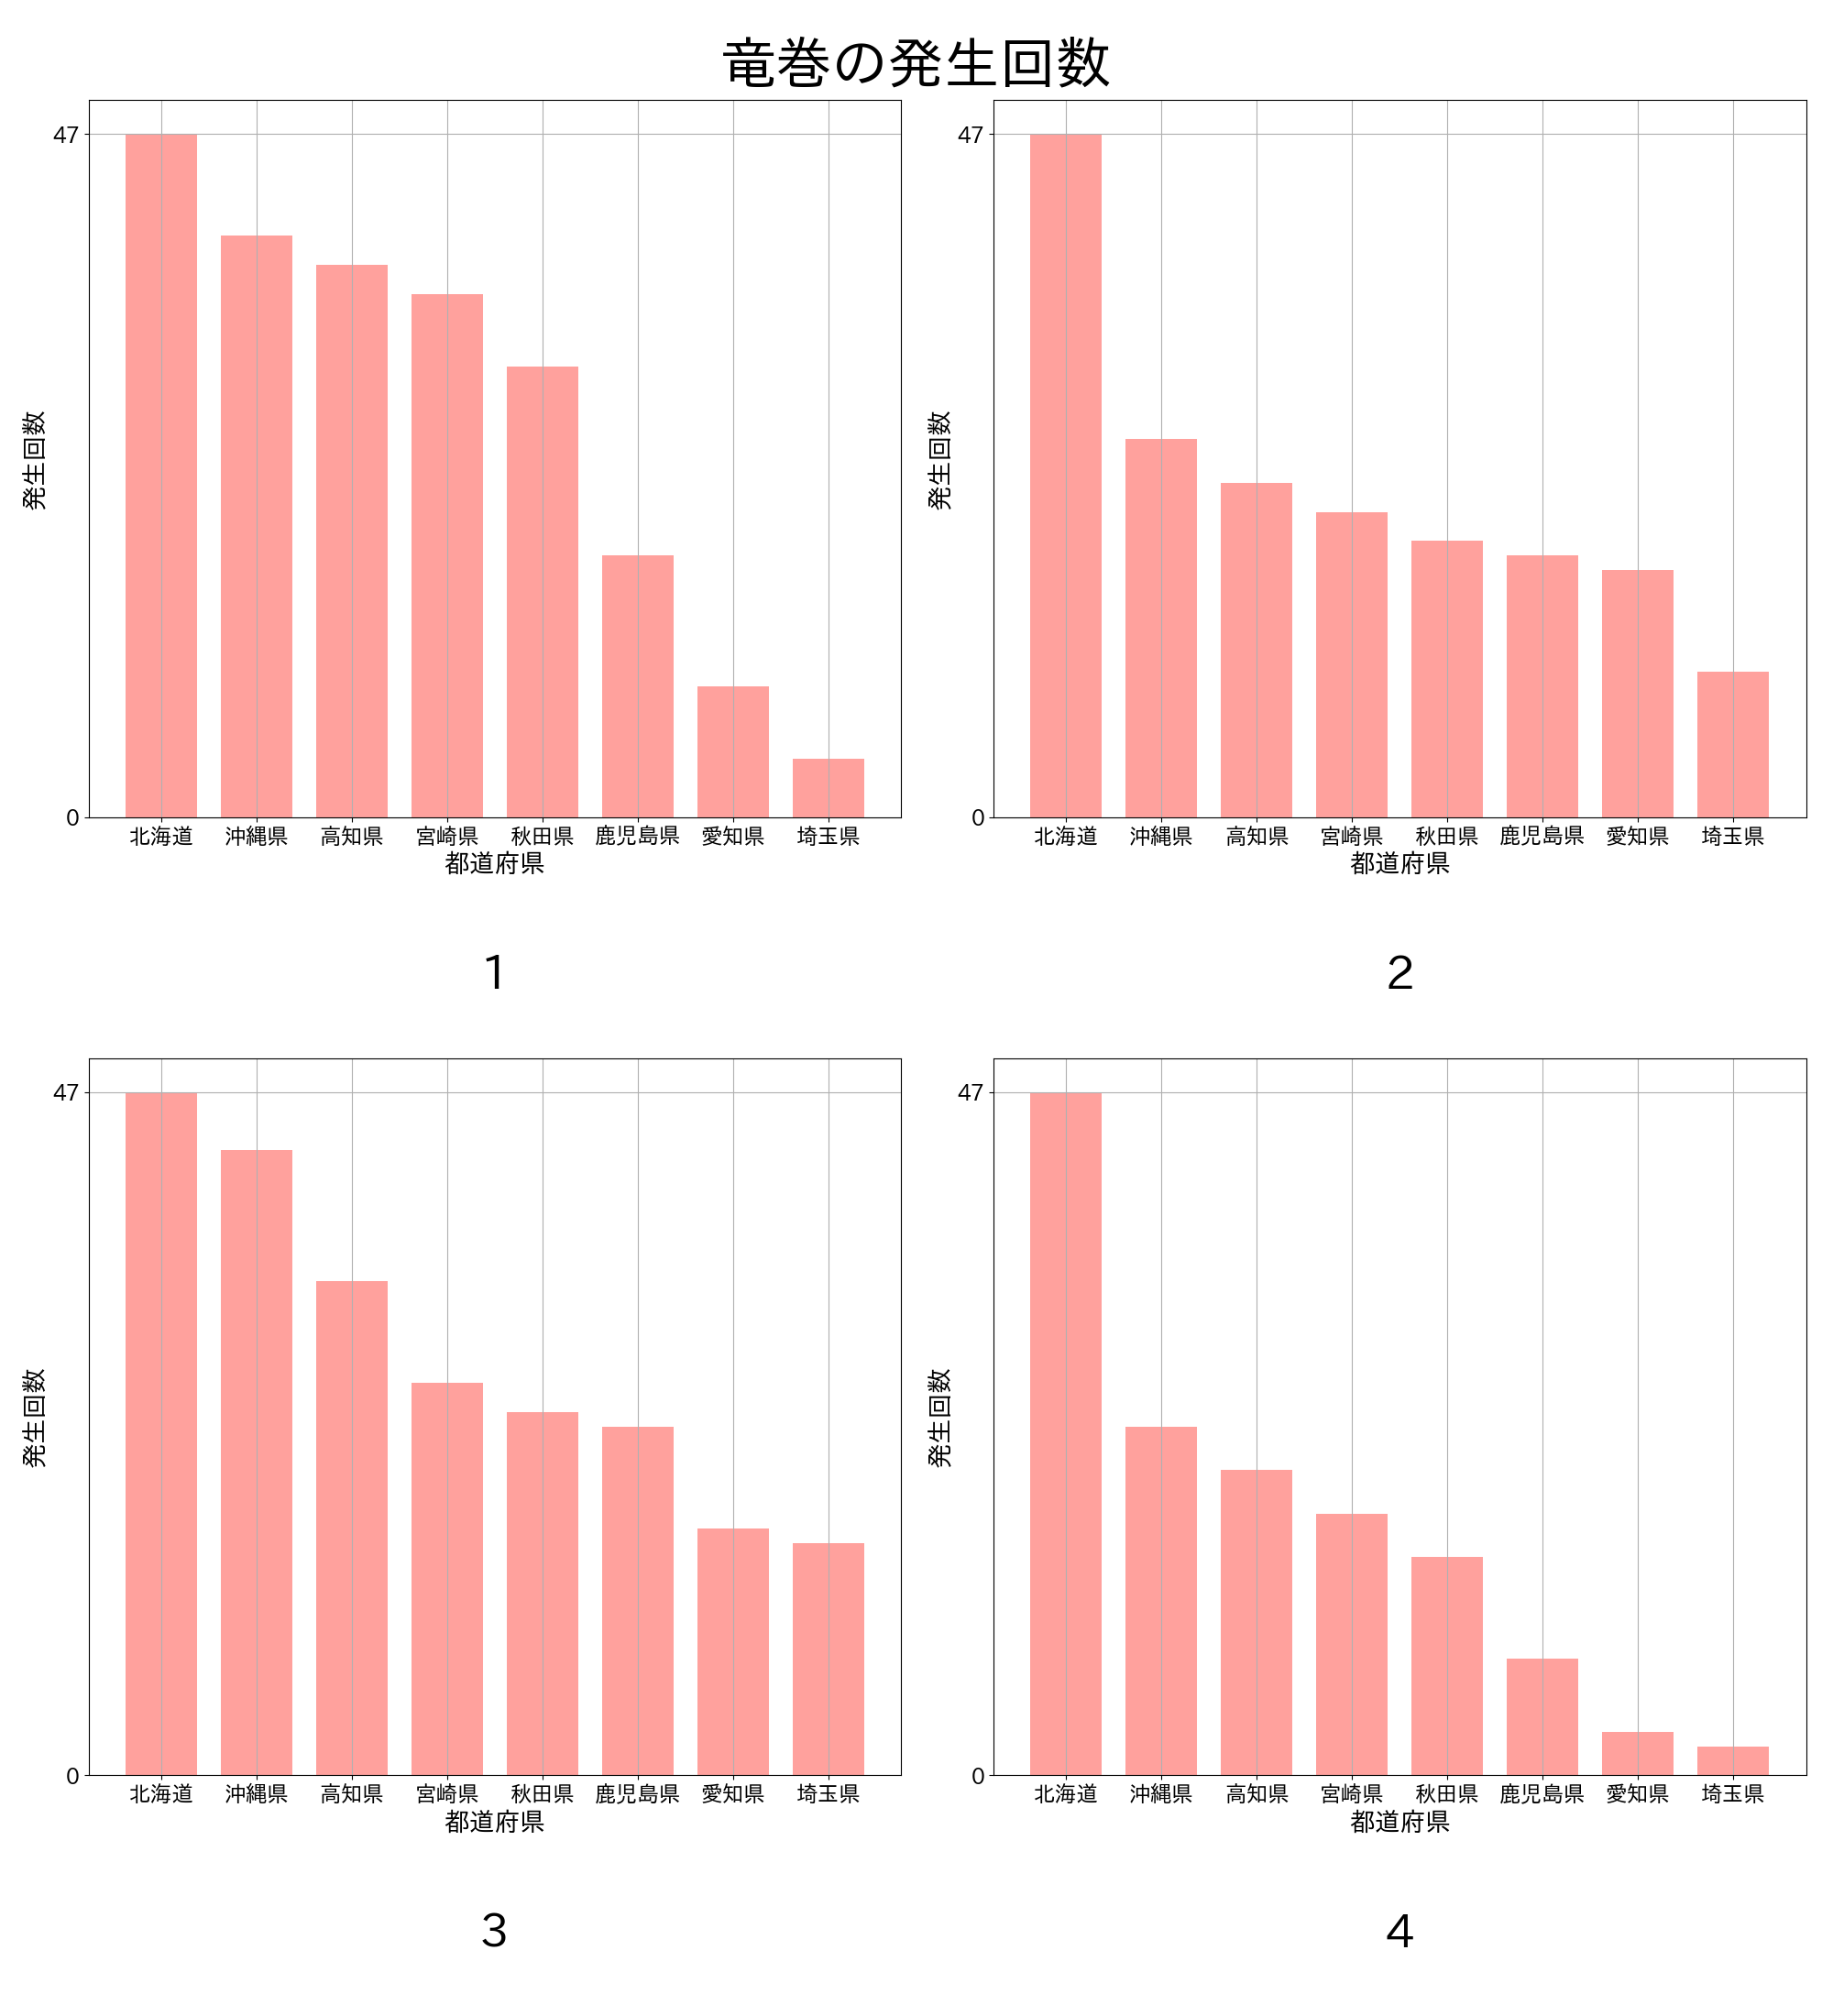 竜巻の発生回数
47
0
発生回数
北海道 沖縄県 高知県 宮崎県 秋田県 鹿児島県 愛知県 埼玉県
都道府県
1
47
0
発生回数
北海道 沖縄県 高知県 宮崎県 秋田県 鹿児島県 愛知県 埼玉県
都道府県
2
47
0
発生回数
北海道 沖縄県 高知県 宮崎県 秋田県 鹿児島県 愛知県 埼玉県
都道府県
3
47
0
発生回数
北海道 沖縄県 高知県 宮崎県 秋田県 鹿児島県 愛知県 埼玉県
都道府県
4